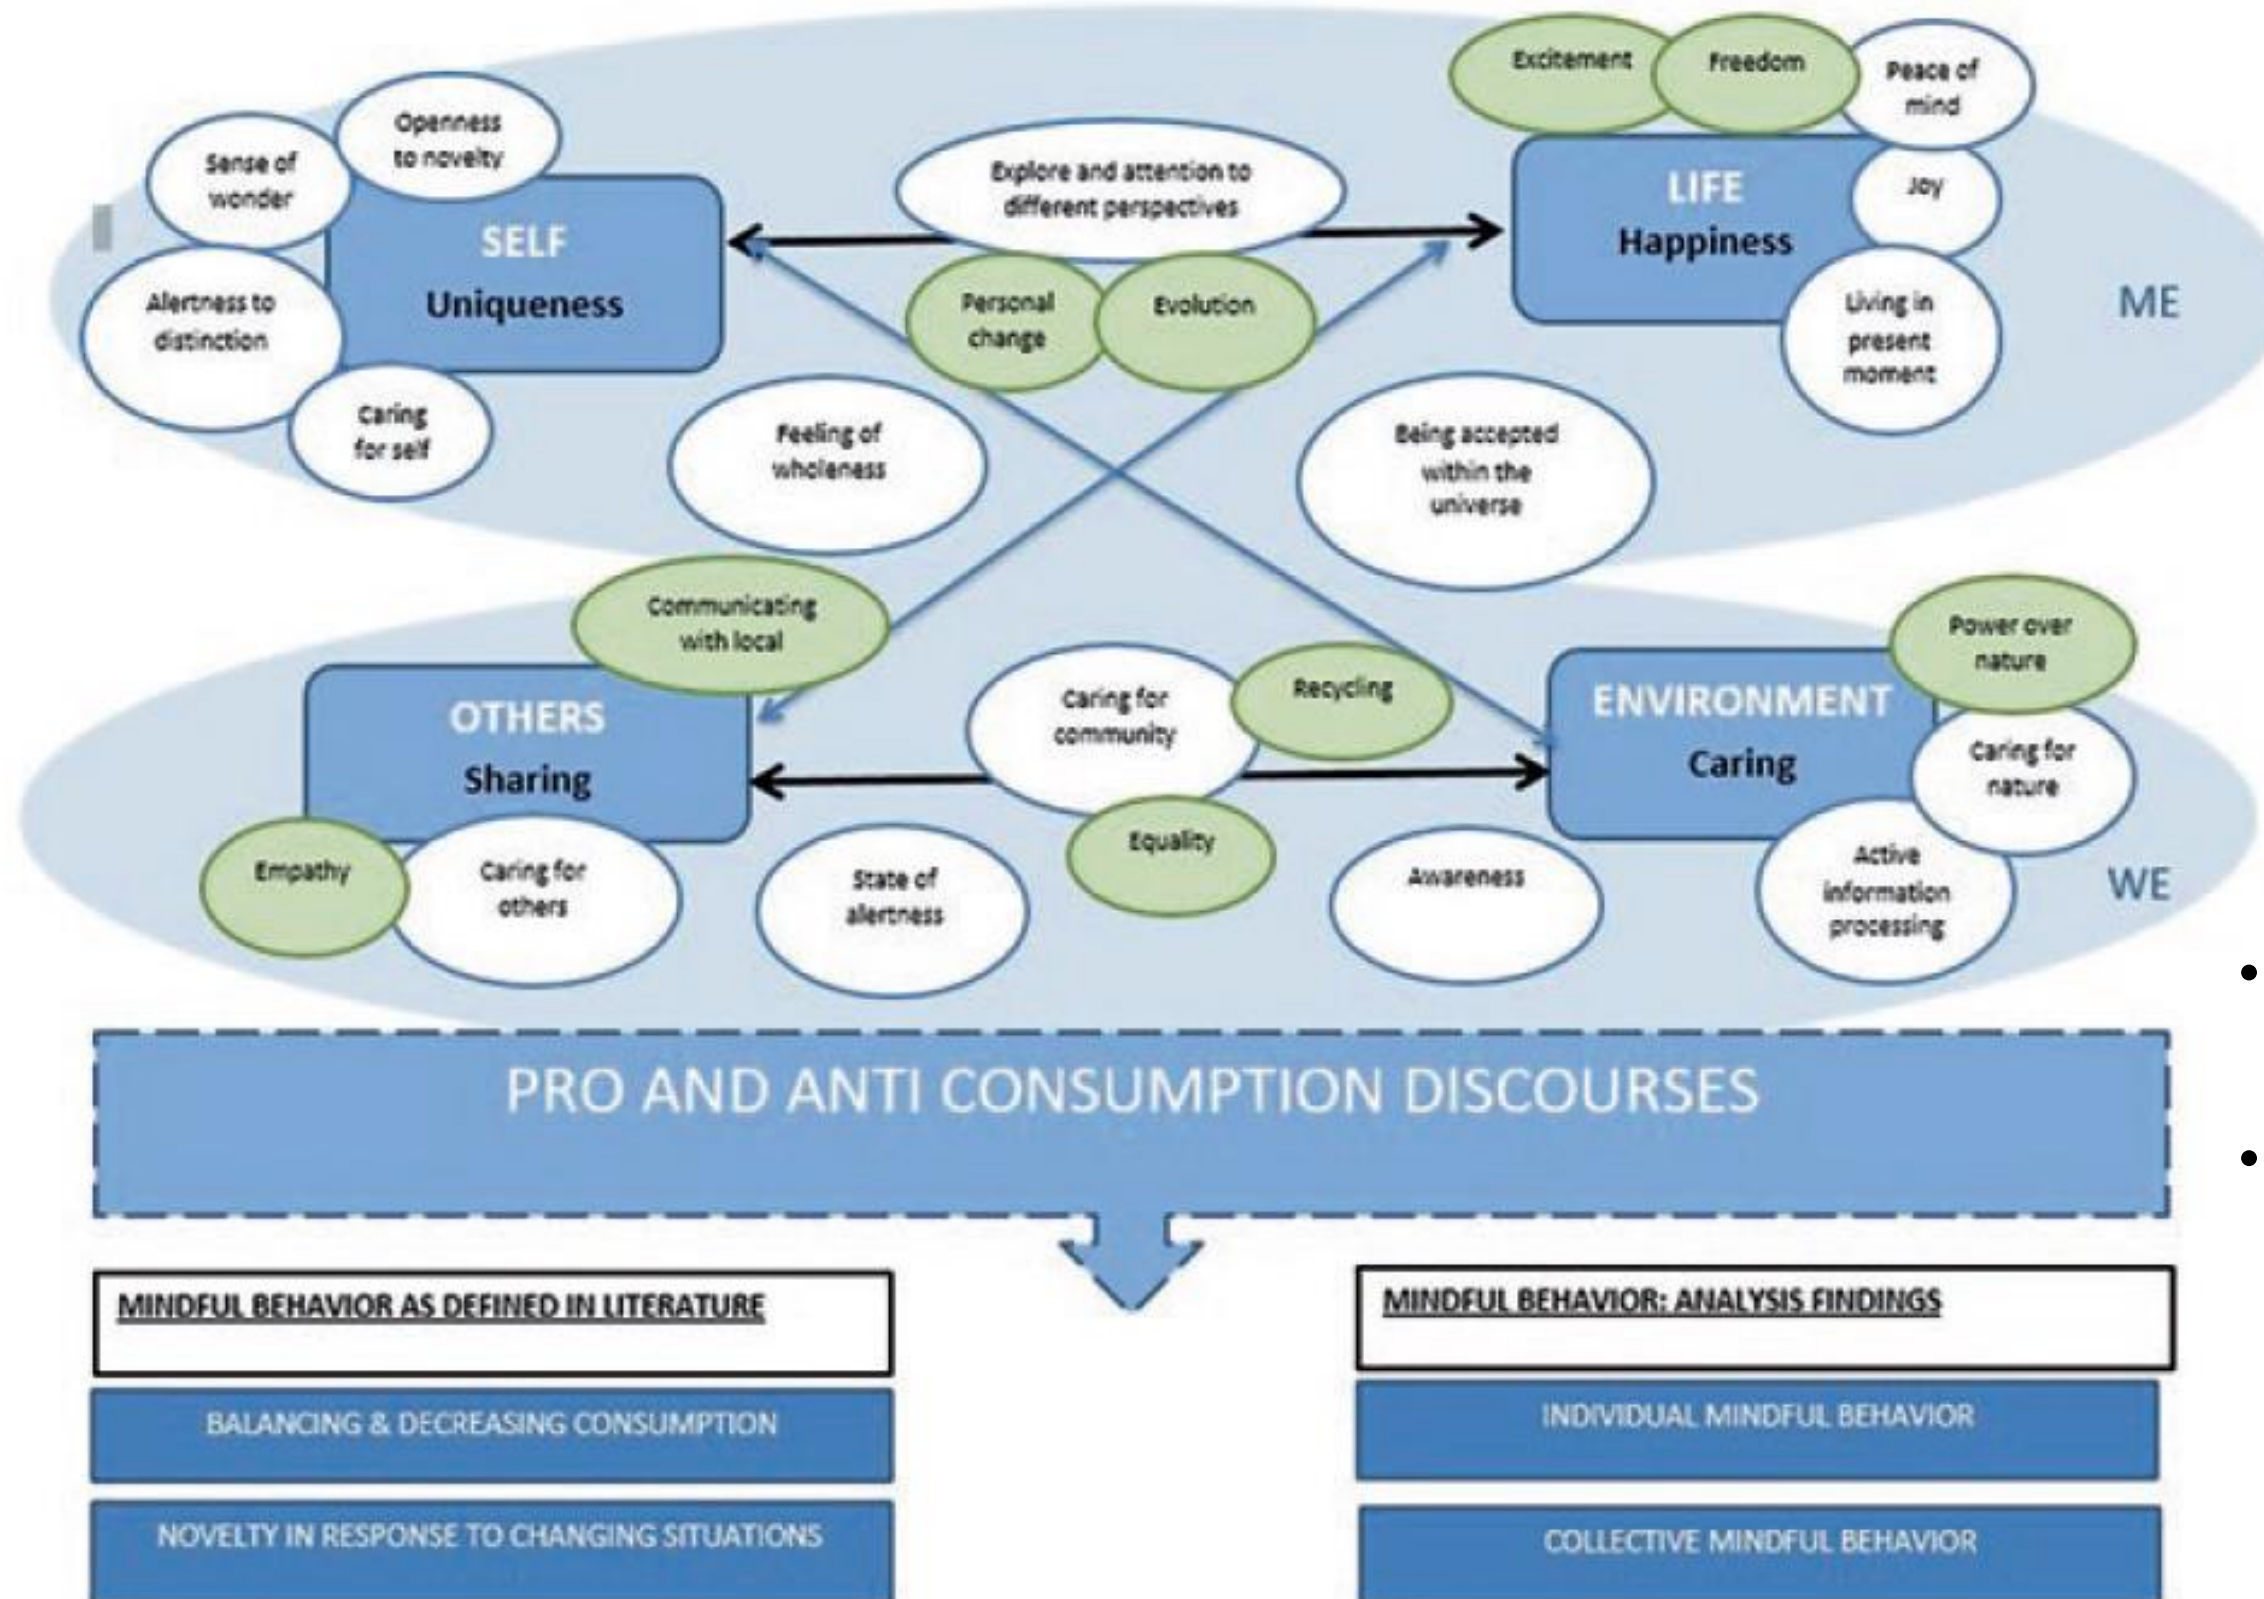 Excitement
Freedom
Peace of
mind
Openness
to novelty
Sense of
wonder
Explore and attention to
different perspectives
LIFE
Happiness
Joy
SELF
Uniqueness
Alertness to
distinction
Personal
change
Evolution
Living in
present
moment
ME
Caring
for self
Feeling of
wholeness
Being accepted
within the
universe
Communicating
with local
Power over
nature
OTHERS
Sharing
Caring for
community
Recycling
ENVIRONMENT
Caring
Caring for
nature
Empathy
Caring for
others
State of
alertness
Equality
Awareness
Active
information
processing
WE
•
PRO AND ANTI CONSUMPTION DISCOURSES
•
MINDFUL BEHAVIOR AS DEFINED IN LITERATURE
BALANCING & DECREASING CONSUMPTION
NOVELTY IN RESPONSE TO CHANGING SITUATIONS
MINDFUL BEHAVIOR: ANALYSIS FINDINGS
INDIVIDUAL MINDFUL BEHAVIOR
COLLECTIVE MINDFUL BEHAVIOR